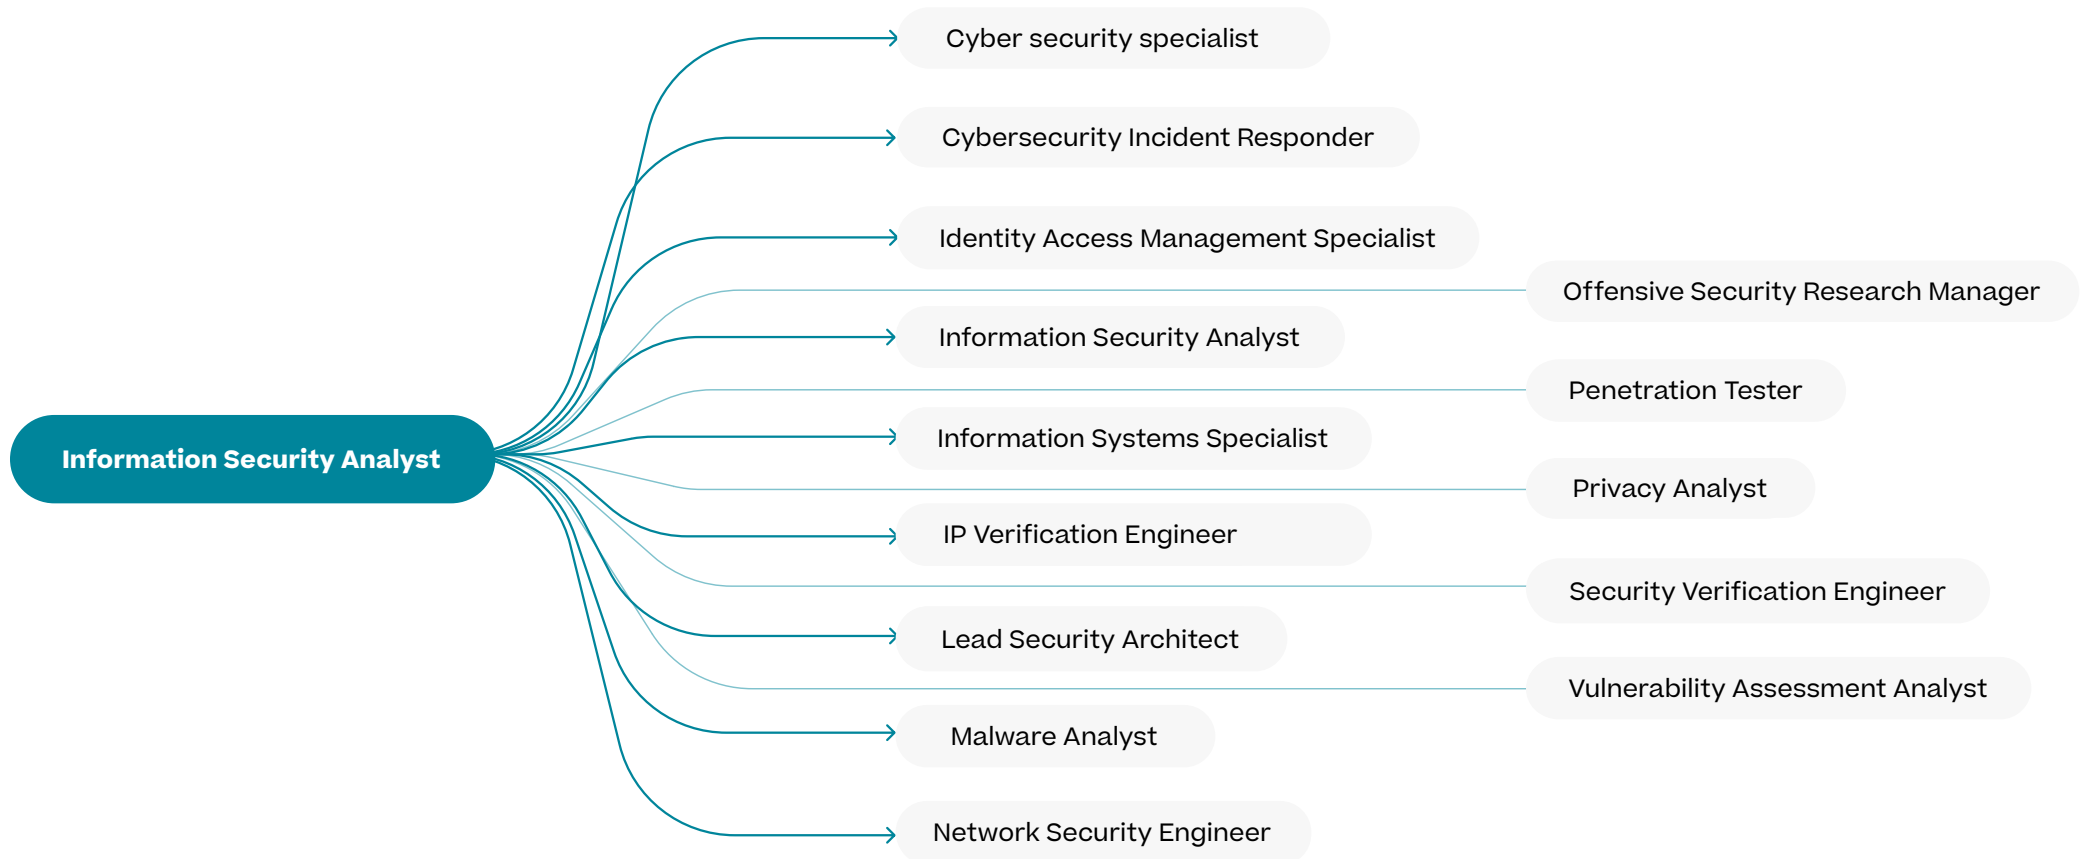 Information Security Analyst
Cyber security specialist
Cybersecurity Incident Responder
Identity Access Management Specialist
Information Security Analyst
Information Systems Specialist
IP Verification Engineer
Lead Security Architect
Malware Analyst
Network Security Engineer
Offensive Security Research Manager
Penetration Tester
Privacy Analyst
Security Verification Engineer
Vulnerability Assessment Analyst